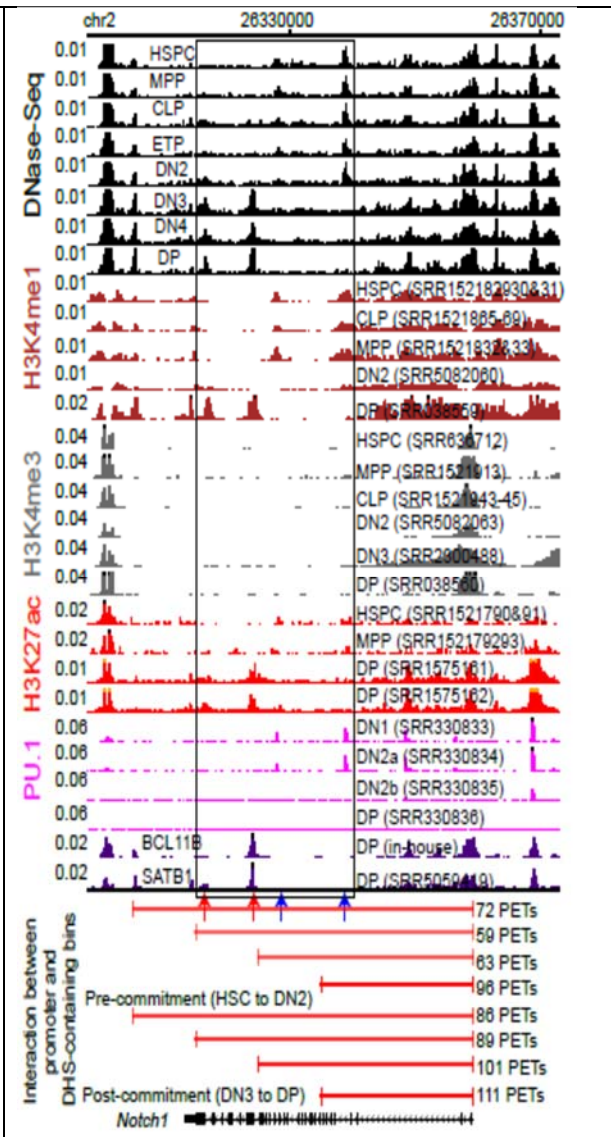 chr2 26330000 26370000
DNase-Seq
0.01 HSPC
0.01 MPP
0.01 CLP
0.01 ETP
0.01 DN2
0.01 DN3
0.01 DN4
0.01 DP
H3K4me1
0.01 HSPC (SRR152182930&31)
0.01 CLP (SRR1521865-69)
0.01 MPP (SRR1521832&33)
0.01 DN2 (SRR5082060)
0.02 DP (SRR038559)
H3K4me3
0.04 HSPC (SRR636712)
0.04 MPP (SRR1521913)
0.04 CLP (SRR1521943-45)
0.04 DN2 (SRR5082063)
0.04 DN3 (SRR2300488)
0.04 DP (SRR038560)
H3K27ac
0.02 HSPC (SRR1521790&91)
0.02 MPP (SRR152179293)
0.01 DP (SRR1575161)
0.01 DP (SRR1575162)
PU.1
0.06 DN1 (SRR330833)
0.06 DN2a (SRR330834)
0.06 DN2b (SRR330835)
0.06 DP (SRR330836)
0.02 BCL11B DP (in-house)
0.02 SATB1 DP (SRR5059419)
Interaction between
promoter and
DHS-containing bins
72 PETs
59 PETs
63 PETs
96 PETs
Pre-commitment (HSC to DN2)
86 PETs
89 PETs
101 PETs
Post-commitment (DN3 to DP) 111 PETs
Notch1